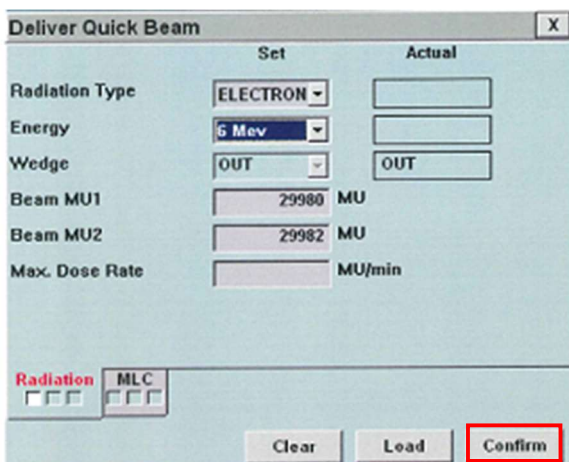 Deliver Quick Beam X
Set Actual
Radiation Type ELECTRON
Energy 6 Mev
Wedge OUT OUT
Beam MU1 29980 MU
Beam MU2 29982 MU
Max. Dose Rate MU/min
Radiation MLC
Clear Load Confirm